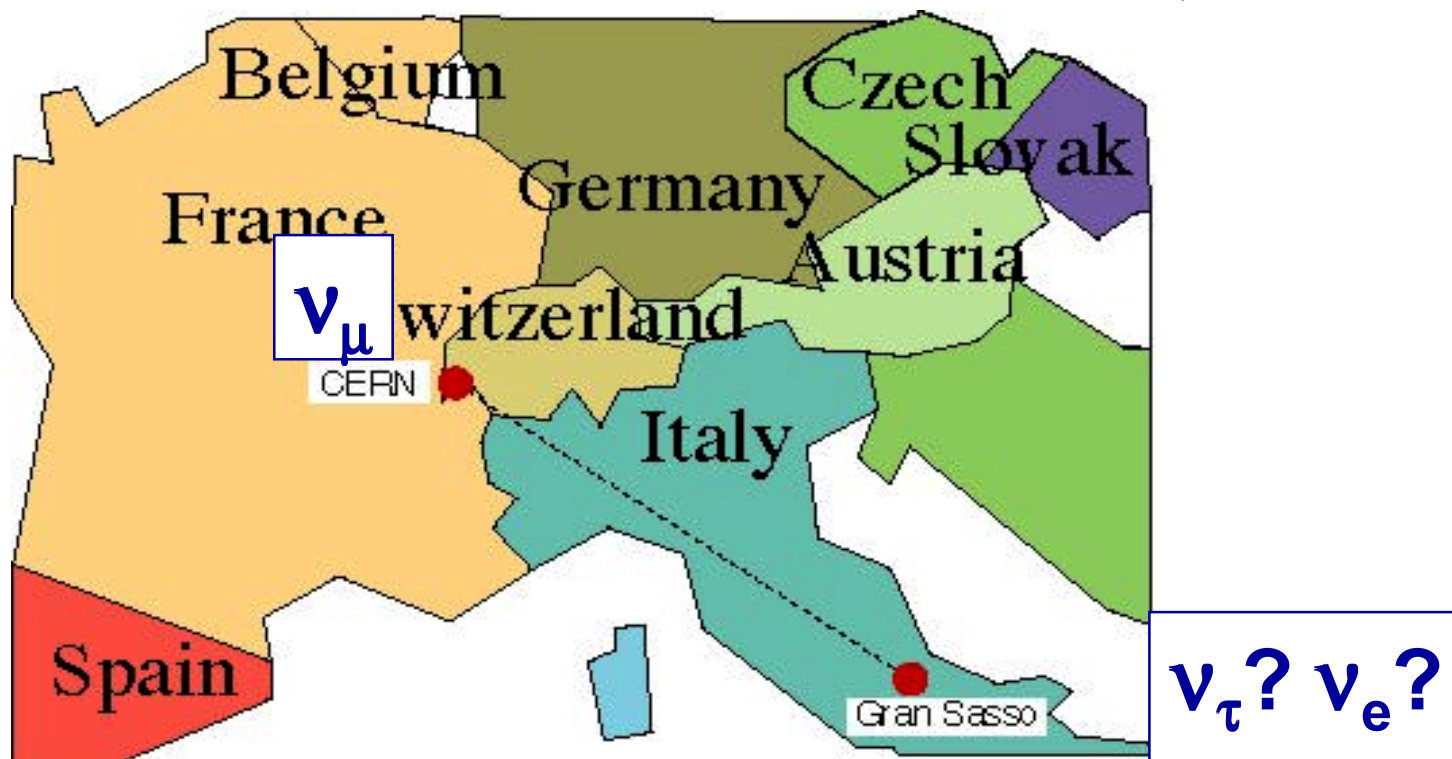 Belgium
Czech
Slovak
Germany
France
Austria
νμ
witzerland
CERN
Italy
Spain
Gran Sasso
ντ? νe?